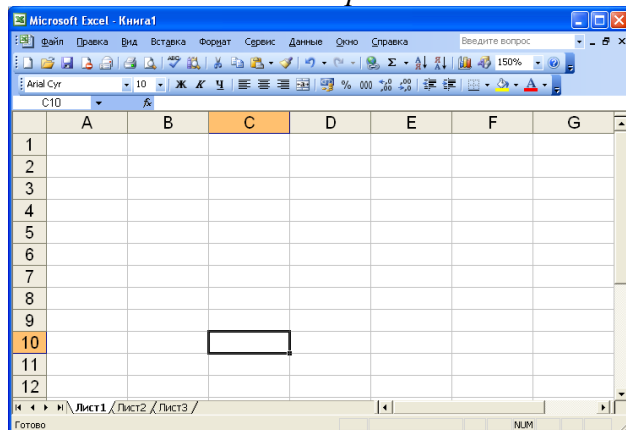 Microsoft Excel - Книга1
Файл Правка Вид Вставка Формат Сервис Данные Окно Справка Введите вопрос
150%
Arial Cyr 10 Ж К Ч % 000
C10 fx
A B C D E F G
1
2
3
4
5
6
7
8
9
10
11
12
Лист1 Лист2 Лист3
Готово NUM